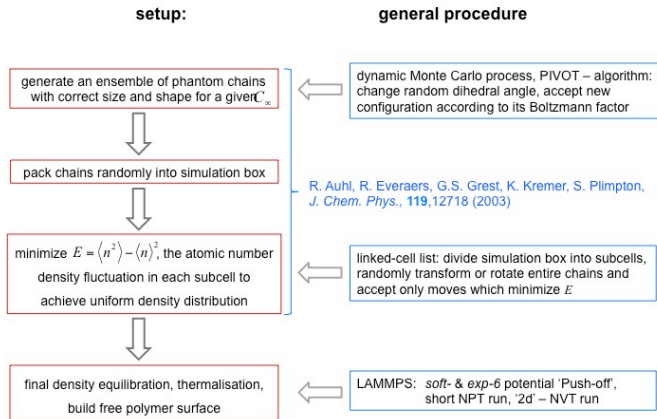 setup:
general procedure
generate an ensemble of phantom chains
with correct size and shape for a given C∞
dynamic Monte Carlo process, PIVOT – algorithm:
change random dihedral angle, accept new
configuration according to its Boltzmann factor
pack chains randomly into simulation box
R. Auhl, R. Everaers, G.S. Grest, K. Kremer, S. Plimpton,
J. Chem. Phys., 119,12718 (2003)
minimize E = ⟨n²⟩ − ⟨n⟩², the atomic number
density fluctuation in each subcell to
achieve uniform density distribution
linked-cell list: divide simulation box into subcells,
randomly transform or rotate entire chains and
accept only moves which minimize E
final density equilibration, thermalisation,
build free polymer surface
LAMMPS: soft- & exp-6 potential 'Push-off',
short NPT run, '2d' – NVT run